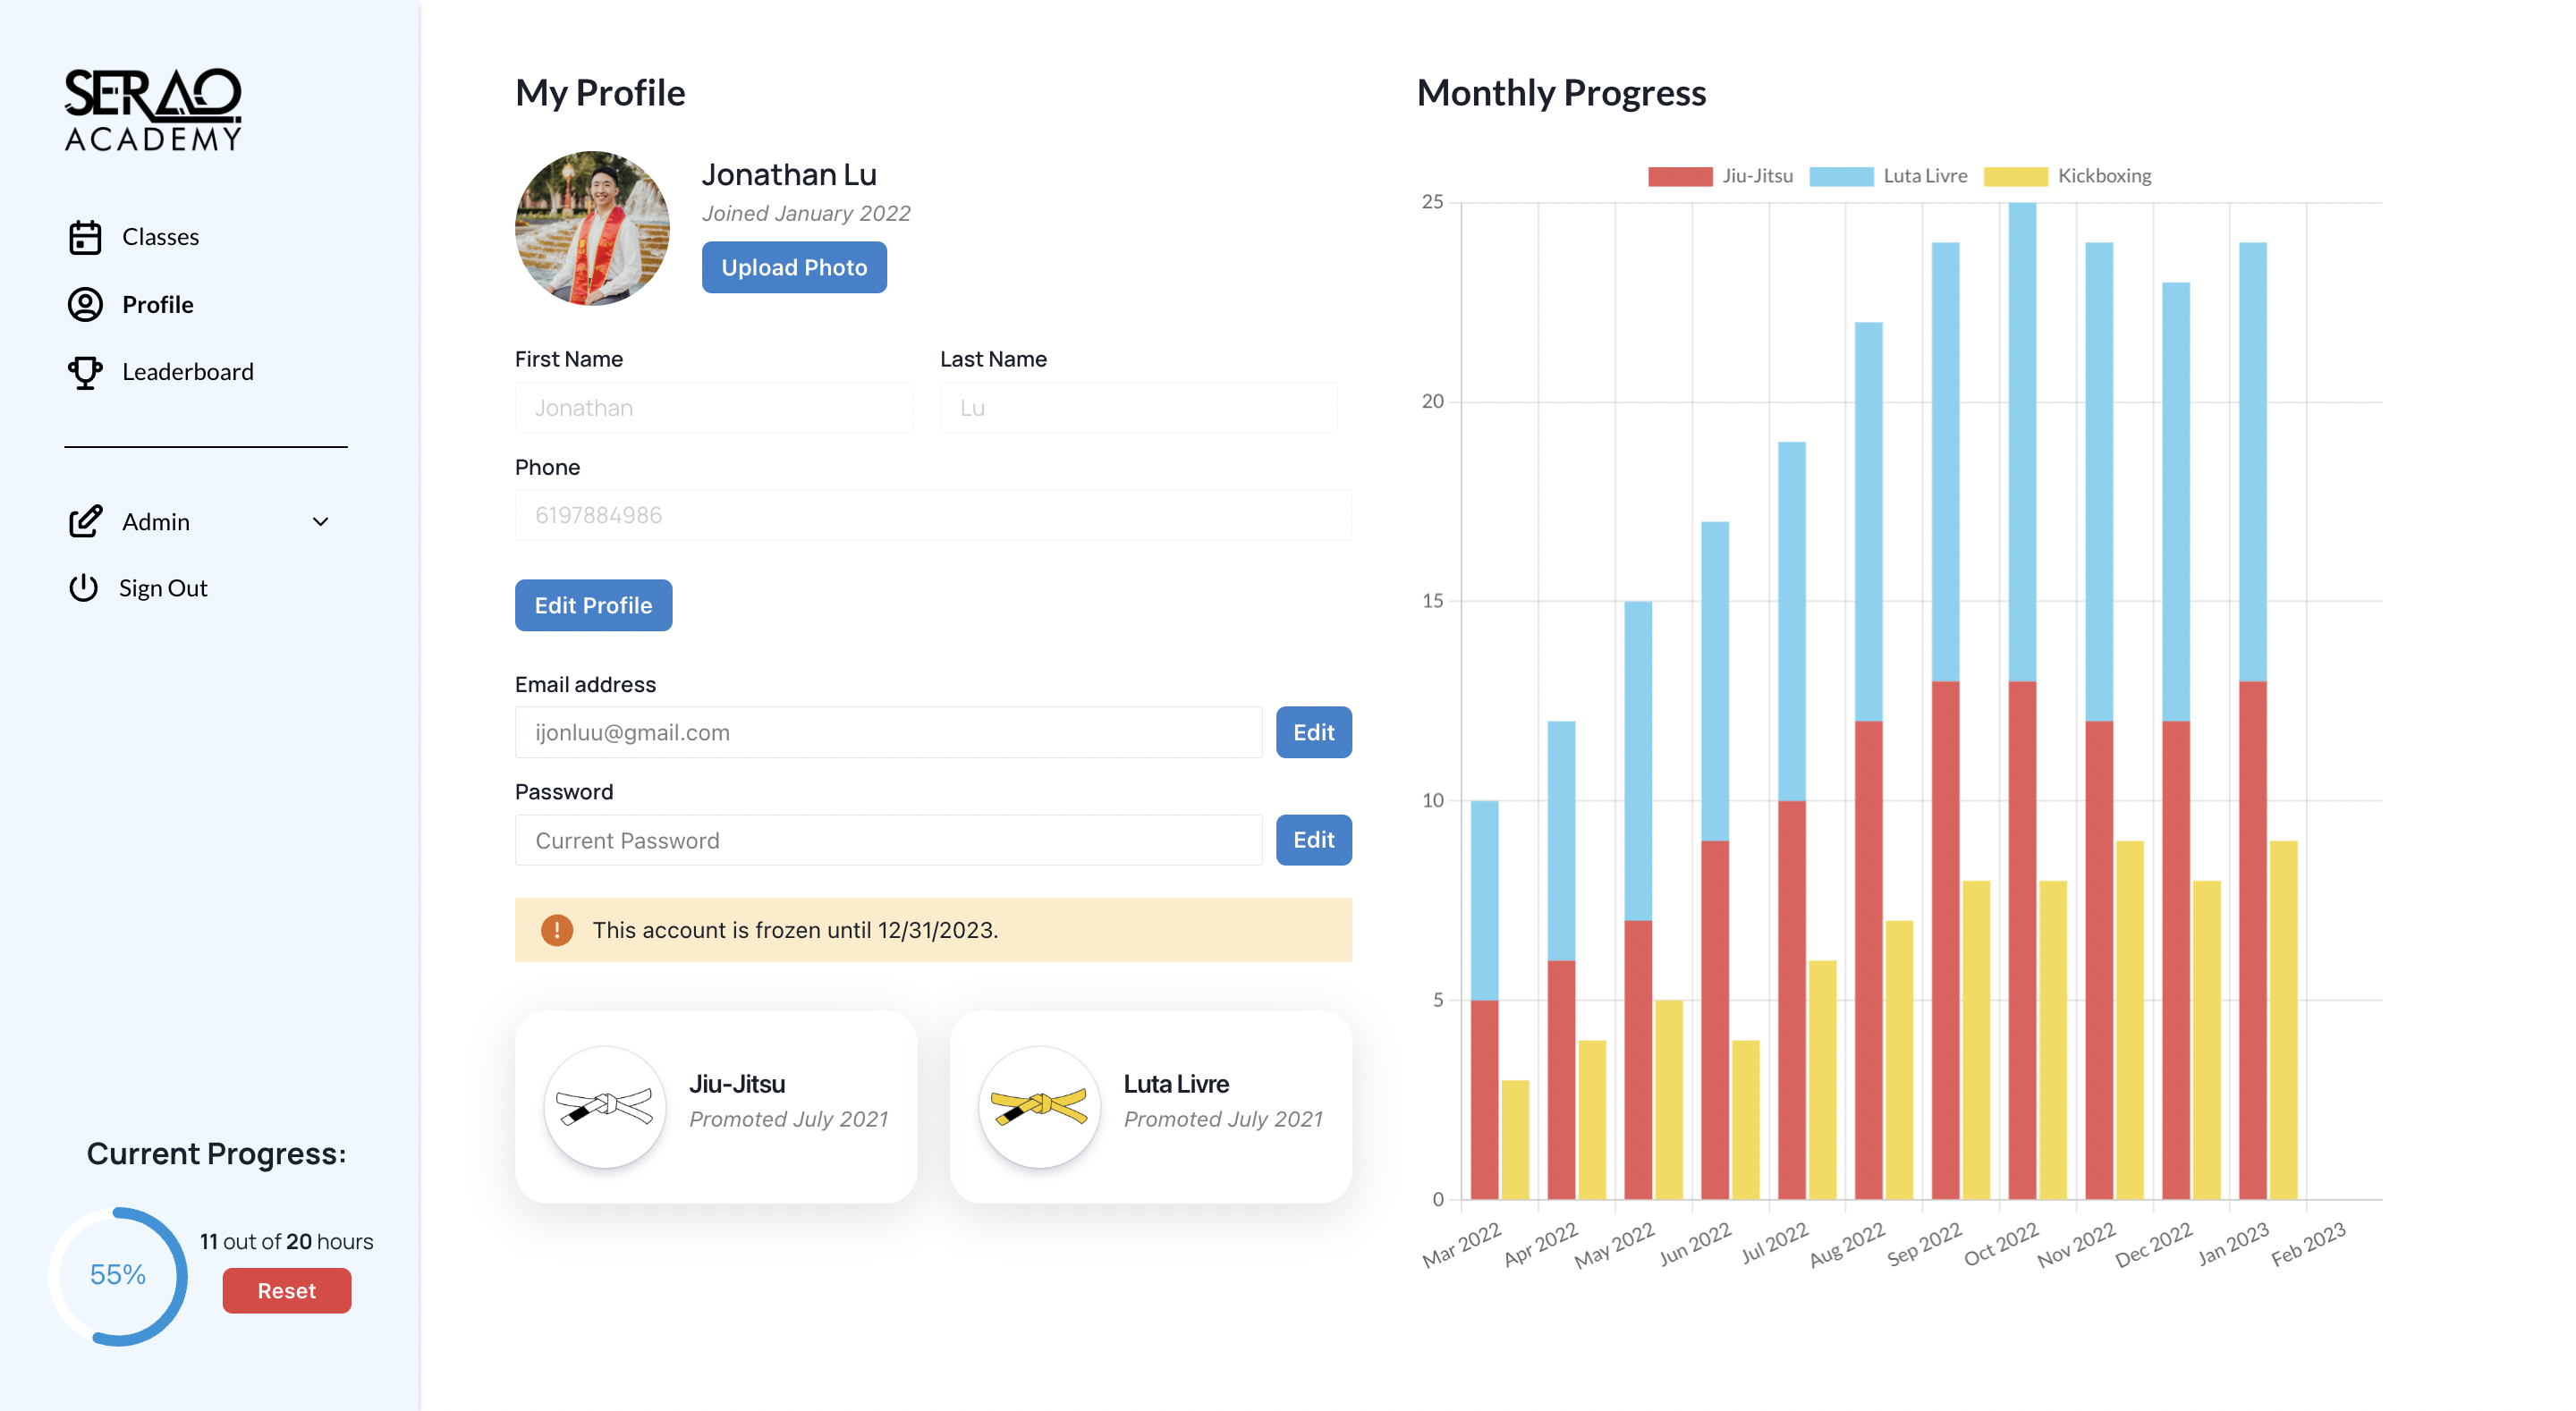 SERAO
ACADEMY
Classes
Profile
Leaderboard
Admin
Sign Out
Current Progress:
55%
11 out of 20 hours
Reset
My Profile
Jonathan Lu
Joined January 2022
Upload Photo
First Name
Last Name
Jonathan
Lu
Phone
6197884986
Edit Profile
Email address
ijonluu@gmail.com
Edit
Password
Current Password
Edit
This account is frozen until 12/31/2023.
Jiu-Jitsu
Promoted July 2021
Luta Livre
Promoted July 2021
Monthly Progress
Jiu-Jitsu
Luta Livre
Kickboxing
25
20
15
10
5
0
Mar 2022
Apr 2022
May 2022
Jun 2022
Jul 2022
Aug 2022
Sep 2022
Oct 2022
Nov 2022
Dec 2022
Jan 2023
Feb 2023